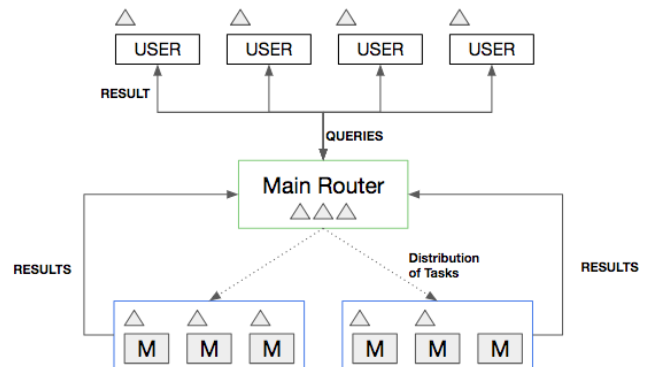 USER USER USER USER
RESULT
QUERIES
Main Router
Distribution
of Tasks
RESULTS
RESULTS
M M M M M M